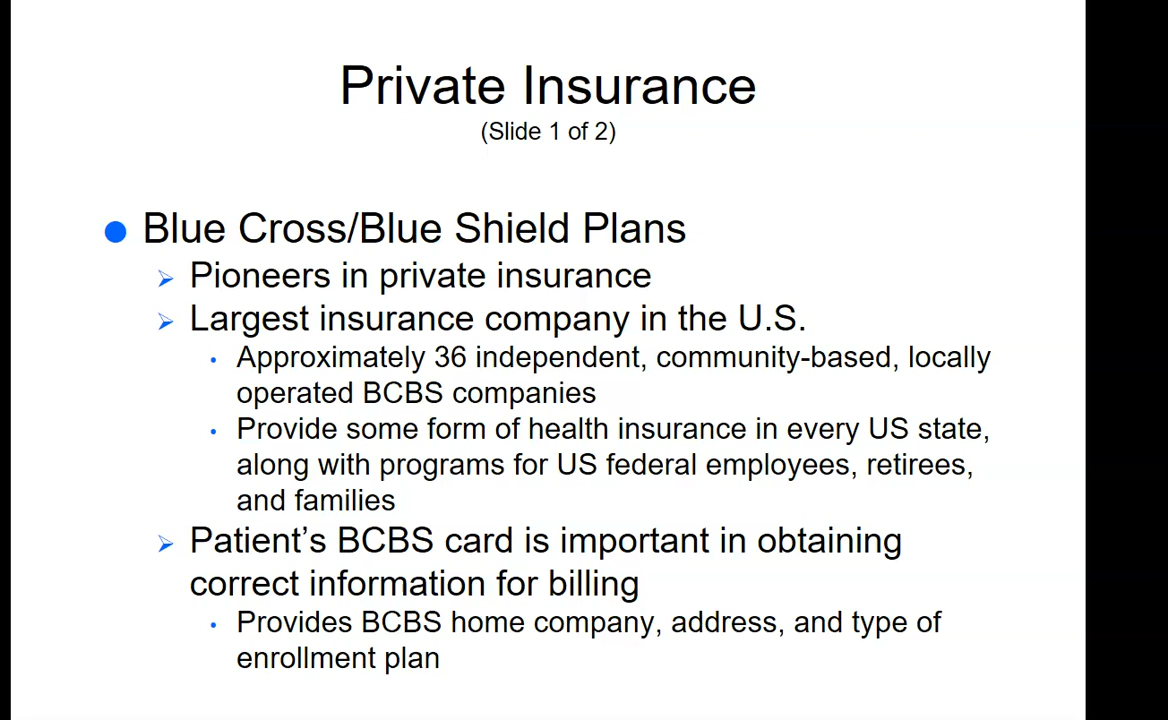 Private Insurance
(Slide 1 of 2)
Blue Cross/Blue Shield Plans
Pioneers in private insurance
Largest insurance company in the U.S.
Approximately 36 independent, community-based, locally
operated BCBS companies
Provide some form of health insurance in every US state,
along with programs for US federal employees, retirees,
and families
Patient’s BCBS card is important in obtaining
correct information for billing
Provides BCBS home company, address, and type of
enrollment plan